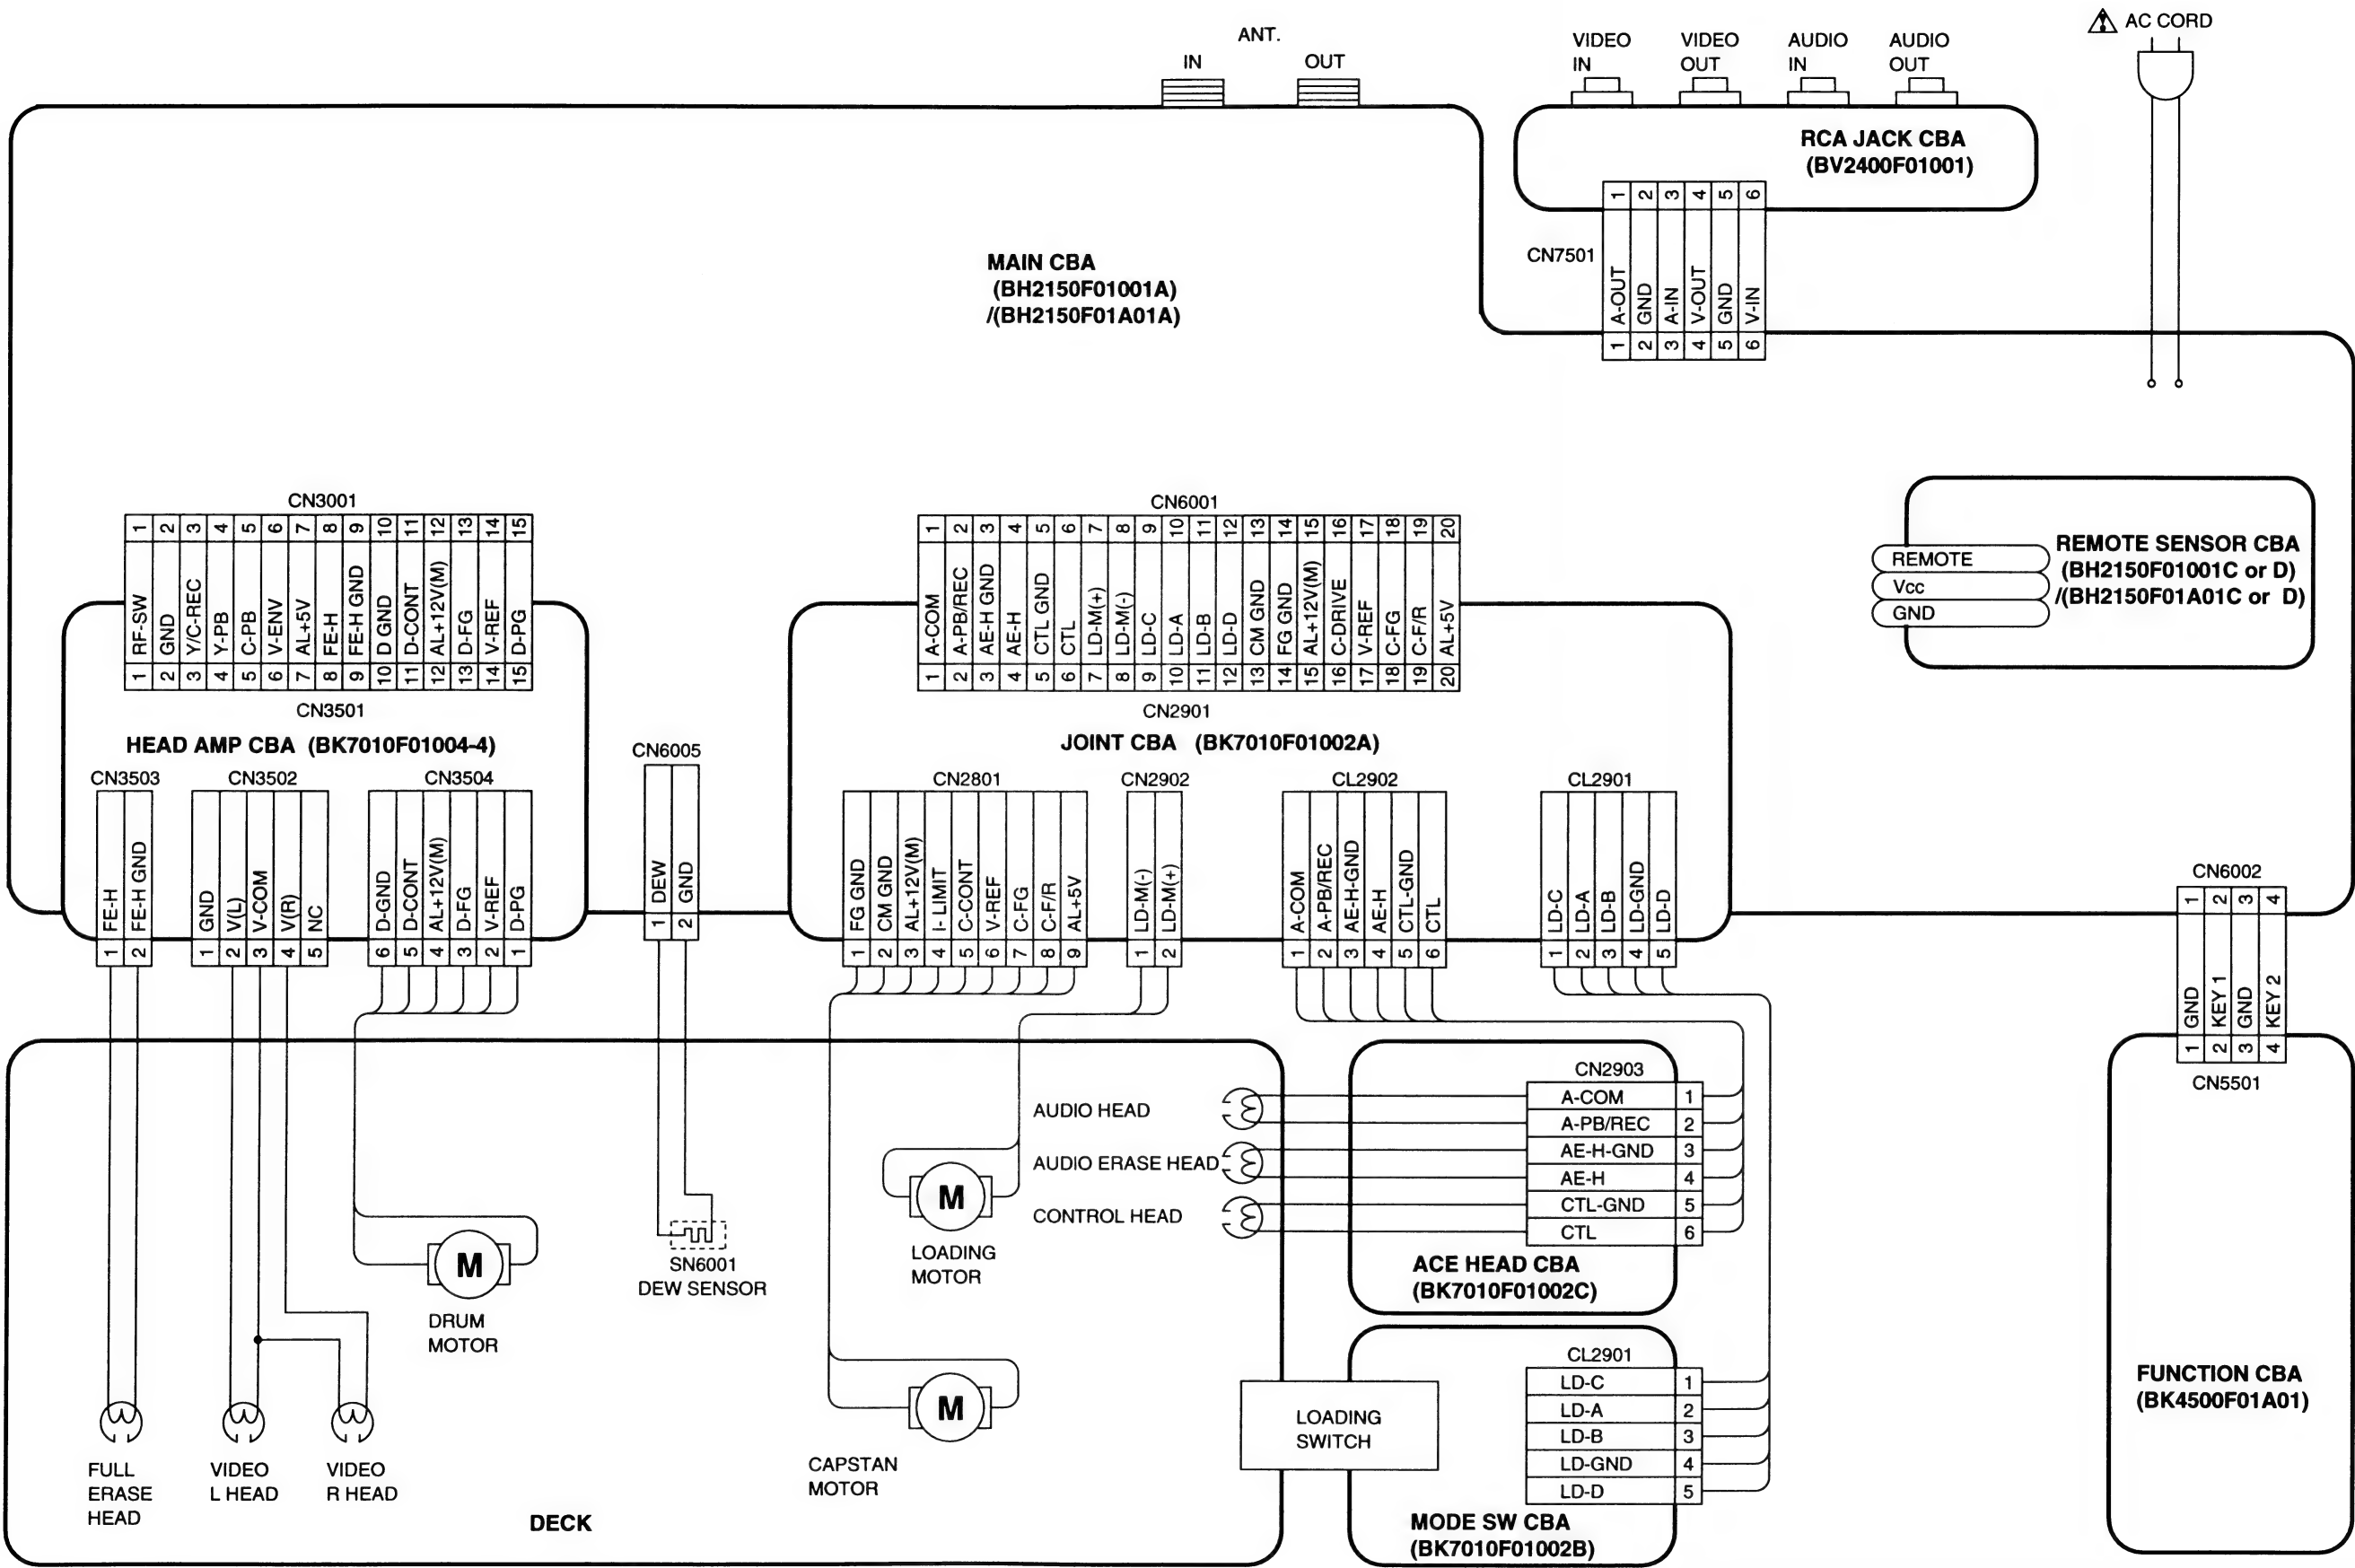 ANT.
IN
OUT
VIDEO
IN
VIDEO
OUT
AUDIO
IN
AUDIO
OUT
AC CORD
RCA JACK CBA
(BV2400F01001)
1 2 3 4 5 6
CN7501
A-OUT
GND
A-IN
V-OUT
GND
V-IN
1 2 3 4 5 6
MAIN CBA
(BH2150F01001A)
/(BH2150F01A01A)
CN3001
1 2 3 4 5 6 7 8 9 10 11 12 13 14 15
RF-SW
GND
Y/C-REC
Y-PB
C-PB
V-ENV
AL+5V
FE-H
FE-H GND
D GND
D-CONT
AL+12V(M)
D-FG
V-REF
D-PG
1 2 3 4 5 6 7 8 9 10 11 12 13 14 15
CN3501
HEAD AMP CBA (BK7010F01004-4)
CN6001
1 2 3 4 5 6 7 8 9 10 11 12 13 14 15 16 17 18 19 20
A-COM
A-PB/REC
AE-H GND
AE-H
CTL GND
CTL
LD-M(+)
LD-M(-)
LD-C
LD-A
LD-B
LD-D
CM GND
FG GND
AL+12V(M)
C-DRIVE
V-REF
C-FG
C-F/R
AL+5V
1 2 3 4 5 6 7 8 9 10 11 12 13 14 15 16 17 18 19 20
CN2901
JOINT CBA (BK7010F01002A)
REMOTE
Vcc
GND
REMOTE SENSOR CBA
(BH2150F01001C or D)
/(BH2150F01A01C or D)
CN3503
FE-H
FE-H GND
1 2
CN3502
GND
V(L)
V-COM
V(R)
NC
1 2 3 4 5
CN3504
D-GND
D-CONT
AL+12V(M)
D-FG
V-REF
D-PG
6 5 4 3 2 1
CN6005
DEW
GND
1 2
CN2801
FG GND
CM GND
AL+12V(M)
I- LIMIT
C-CONT
V-REF
C-FG
C-F/R
AL+5V
1 2 3 4 5 6 7 8 9
CN2902
LD-M(-)
LD-M(+)
1 2
CL2902
A-COM
A-PB/REC
AE-H-GND
AE-H
CTL-GND
CTL
1 2 3 4 5 6
CL2901
LD-C
LD-A
LD-B
LD-GND
LD-D
1 2 3 4 5
CN6002
1 2 3 4
GND
KEY 1
GND
KEY 2
1 2 3 4
CN5501
FUNCTION CBA
(BK4500F01A01)
AUDIO HEAD
AUDIO ERASE HEAD
CONTROL HEAD
CN2903
A-COM 1
A-PB/REC 2
AE-H-GND 3
AE-H 4
CTL-GND 5
CTL 6
ACE HEAD CBA
(BK7010F01002C)
M
LOADING
MOTOR
M
DRUM
MOTOR
SN6001
DEW SENSOR
M
CAPSTAN
MOTOR
LOADING
SWITCH
CL2901
LD-C 1
LD-A 2
LD-B 3
LD-GND 4
LD-D 5
MODE SW CBA
(BK7010F01002B)
FULL
ERASE
HEAD
VIDEO
L HEAD
VIDEO
R HEAD
DECK